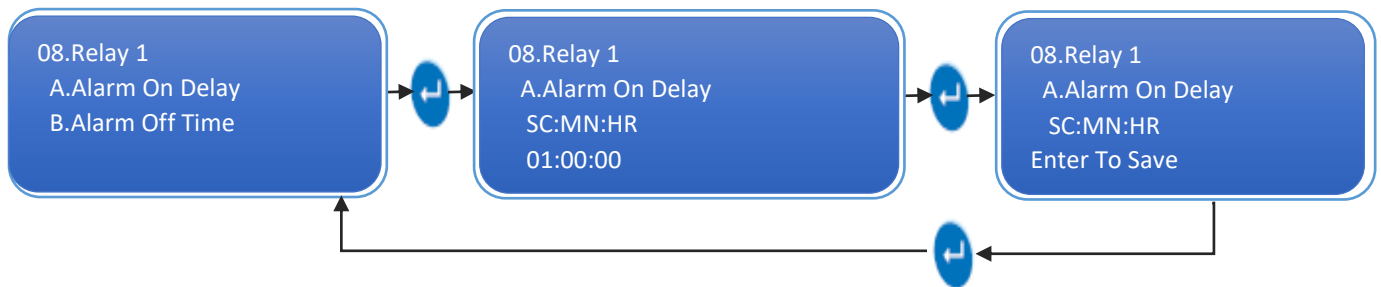 08.Relay 1
A.Alarm On Delay
B.Alarm Off Time
08.Relay 1
A.Alarm On Delay
SC:MN:HR
01:00:00
08.Relay 1
A.Alarm On Delay
SC:MN:HR
Enter To Save